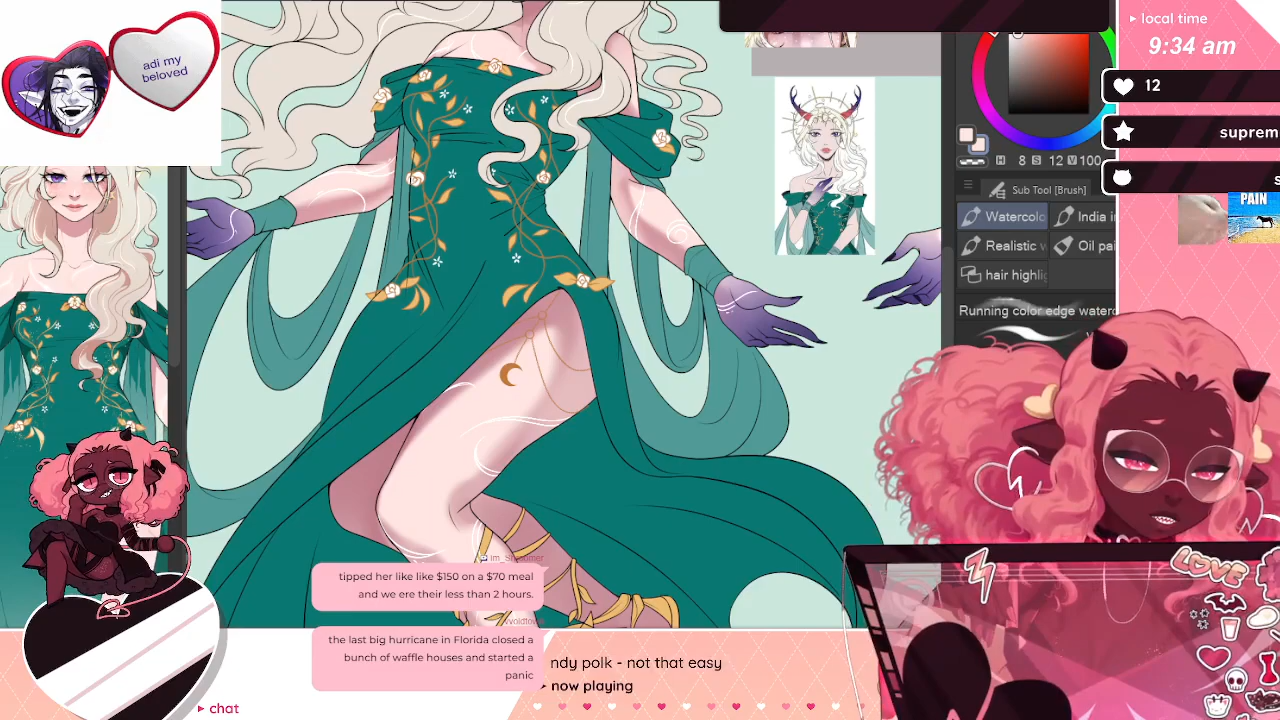 adi my
beloved
local time
9:34 am
12
suprem
s
PAIN
H 8 S 12 V 100
Sub Tool [Brush]
Watercolo
India i
Realistic w
Oil pai
hair highlig
Running color edge waterc
tipped her like like $150 on a $70 meal
and we ere their less than 2 hours.
the last big hurricane in Florida closed a
bunch of waffle houses and started a
panic
ndy polk - not that easy
now playing
chat
LOVE